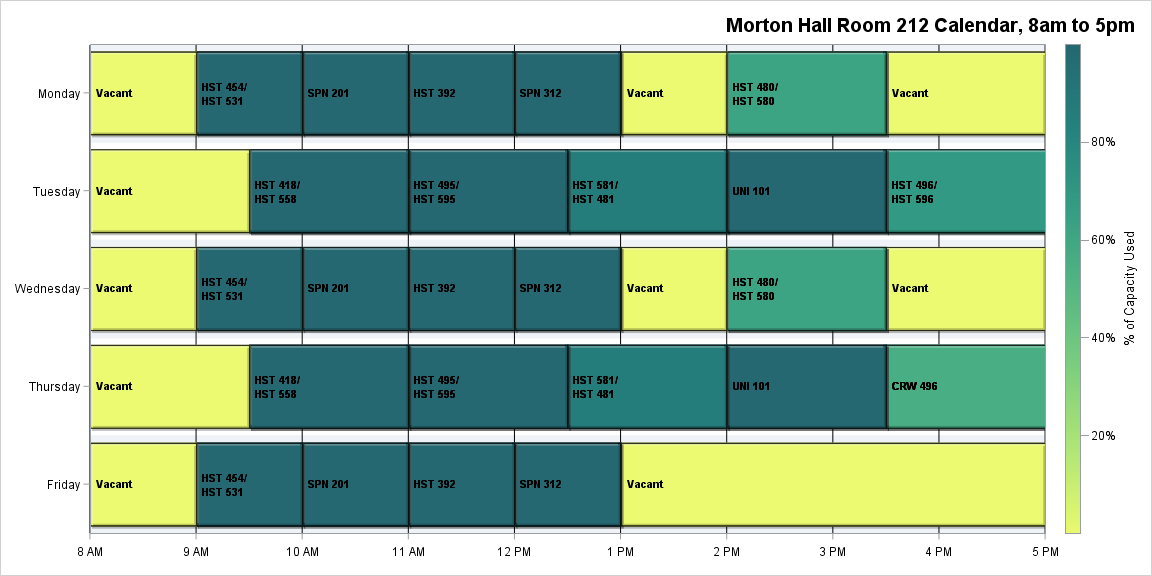 Morton Hall Room 212 Calendar, 8am to 5pm
Monday
Vacant
HST 454/
HST 531
SPN 201
HST 392
SPN 312
Vacant
HST 480/
HST 580
Vacant
Tuesday
Vacant
HST 418/
HST 558
HST 495/
HST 595
HST 581/
HST 481
UNI 101
HST 496/
HST 596
Wednesday
Vacant
HST 454/
HST 531
SPN 201
HST 392
SPN 312
Vacant
HST 480/
HST 580
Vacant
Thursday
Vacant
HST 418/
HST 558
HST 495/
HST 595
HST 581/
HST 481
UNI 101
CRW 496
Friday
Vacant
HST 454/
HST 531
SPN 201
HST 392
SPN 312
Vacant
8 AM
9 AM
10 AM
11 AM
12 PM
1 PM
2 PM
3 PM
4 PM
5 PM
80%
60%
40%
20%
% of Capacity Used